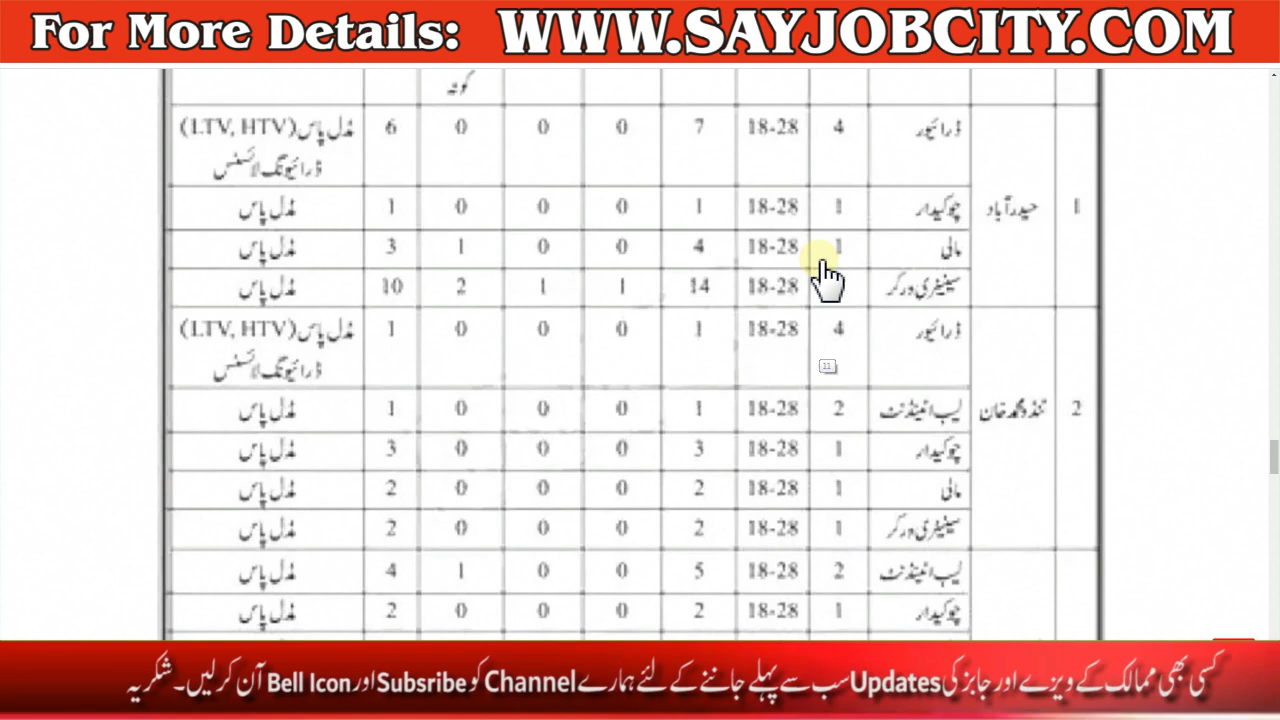 For More Details: WWW.SAYJOBCITY.COM
کوٹہ
1 حیدرآباد ڈرائیور 4 18-28 7 0 0 0 6 مڈل پاس (LTV, HTV)
ڈرائیونگ لائسنس
چوکیدار 1 18-28 1 0 0 0 1 مڈل پاس
مالی 1 18-28 4 0 0 1 3 مڈل پاس
سینیٹری ورکر 18-28 14 1 1 2 10 مڈل پاس
ڈرائیور 4 18-28 1 0 0 0 1 مڈل پاس (LTV, HTV)
11 ڈرائیونگ لائسنس
2 ٹنڈو محمد خان لیب اٹینڈنٹ 2 18-28 1 0 0 0 1 مڈل پاس
چوکیدار 1 18-28 3 0 0 0 3 مڈل پاس
مالی 1 18-28 2 0 0 0 2 مڈل پاس
سینیٹری ورکر 1 18-28 2 0 0 0 2 مڈل پاس
لیب اٹینڈنٹ 2 18-28 5 0 0 1 4 مڈل پاس
چوکیدار 1 18-28 2 0 0 0 2 مڈل پاس
کسی بھی ممالک کے ویزے اور جابز کی Updates سب سے پہلے جاننے کے لئے ہمارے Channel کو Subsribe اور Bell Icon آن کر لیں۔ شکریہ